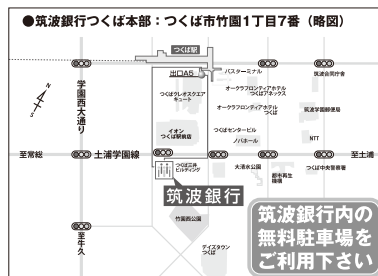 ●筑波銀行つくば本部：つくば市竹園1丁目7番（略図）
つくば駅
出口A5
バスターミナル
筑波合同庁舎
オークラフロンティアホテル
つくばアネックス
つくばクレオスクエア
キュート
オークラフロンティアホテル
つくば
筑波学園郵便局
学園西大通り
N
S
イオン
つくば駅前店
つくばセンタービル
ノバホール
NTT
至常総
土浦学園線
至土浦
つくば三井
ビルディング
大清水公園
都市再生
機構
つくば中央警察署
筑波銀行
竹園西公園
至牛久
デイズタウン
つくば
筑波銀行内の
無料駐車場を
ご利用下さい